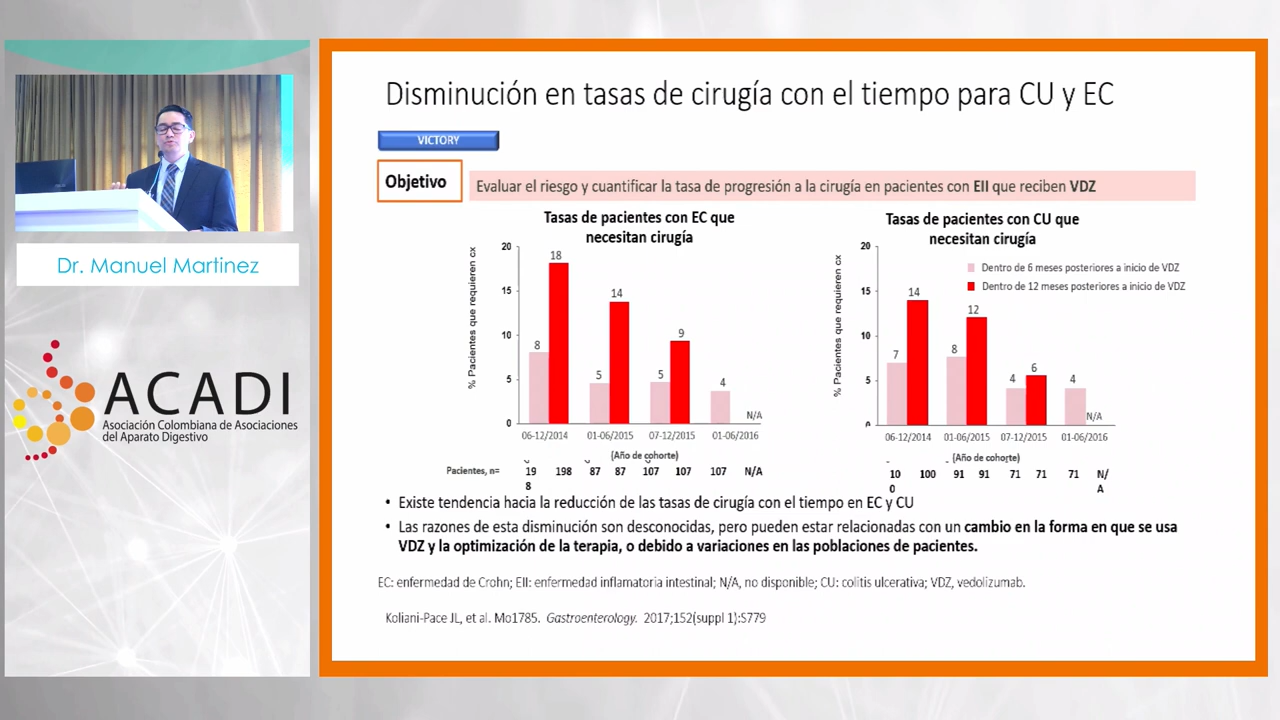 Disminución en tasas de cirugía con el tiempo para CU y EC
VICTORY
Objetivo
Evaluar el riesgo y cuantificar la tasa de progresión a la cirugía en pacientes con EII que reciben VDZ
Dr. Manuel Martinez
ACADI
Asociación Colombiana de Asociaciones
del Aparato Digestivo
Tasas de pacientes con EC que
necesitan cirugía
% Pacientes que requieren cx
20
15
10
5
0
8
18
5
14
5
9
4
N/A
06-12/2014
01-06/2015
07-12/2015
01-06/2016
(Año de cohorte)
Pacientes, n=
19
8
198
87
87
107
107
107
N/A
Tasas de pacientes con CU que
necesitan cirugía
% Pacientes que requieren cx
20
15
10
5
Dentro de 6 meses posteriores a inicio de VDZ
Dentro de 12 meses posteriores a inicio de VDZ
7
14
8
12
4
6
4
N/A
06-12/2014
01-06/2015
07-12/2015
01-06/2016
(Año de cohorte)
10
0
100
91
91
71
71
71
N/
A
• Existe tendencia hacia la reducción de las tasas de cirugía con el tiempo en EC y CU
• Las razones de esta disminución son desconocidas, pero pueden estar relacionadas con un cambio en la forma en que se usa
VDZ y la optimización de la terapia, o debido a variaciones en las poblaciones de pacientes.
EC: enfermedad de Crohn; EII: enfermedad inflamatoria intestinal; N/A, no disponible; CU: colitis ulcerativa; VDZ, vedolizumab.
Koliani-Pace JL, et al. Mo1785. Gastroenterology. 2017;152(suppl 1):S779